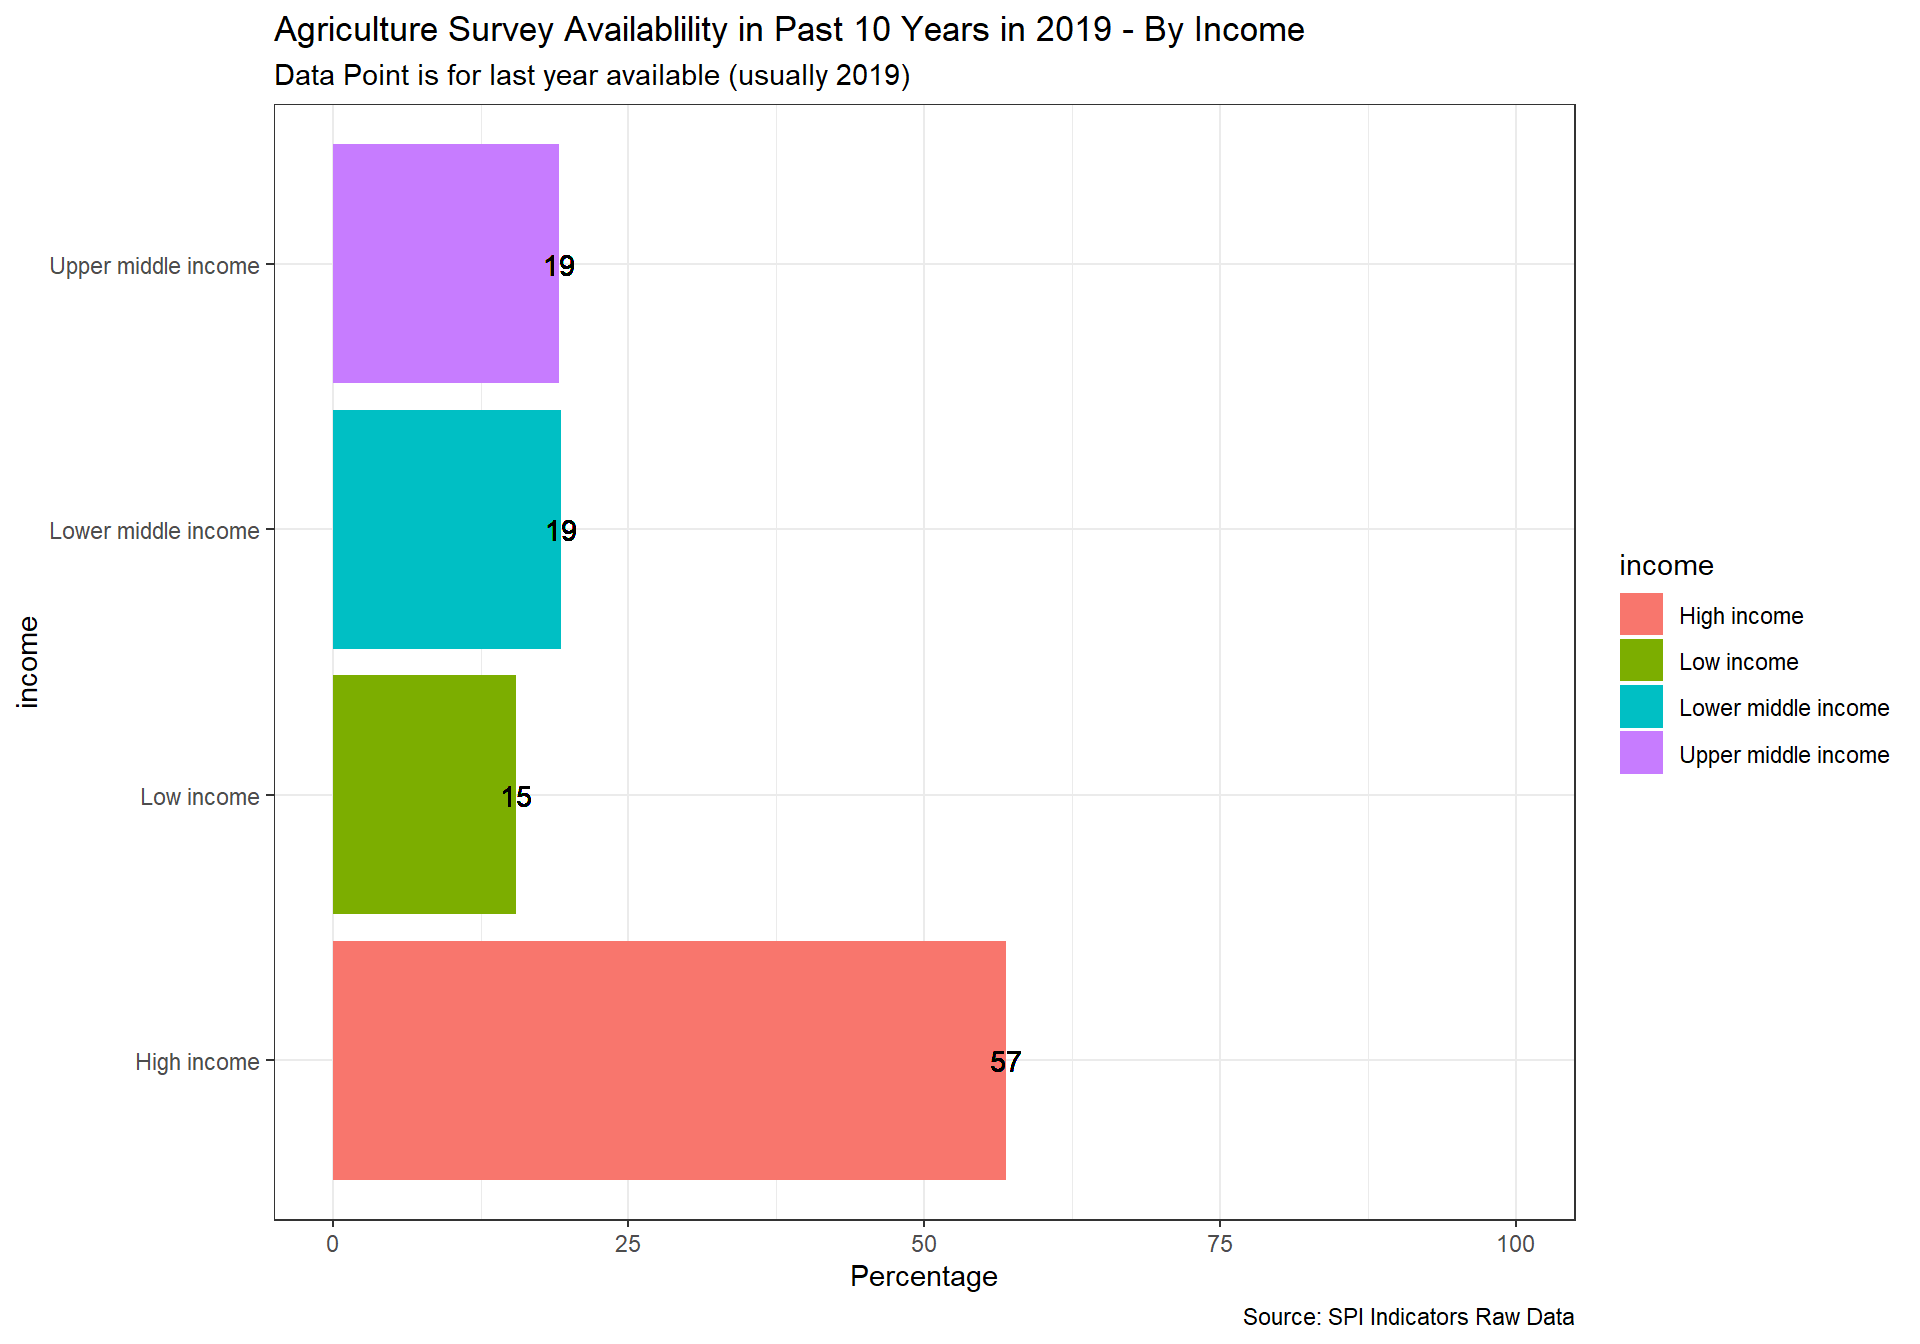 Agriculture Survey Availablility in Past 10 Years in 2019 - By Income
Data Point is for last year available (usually 2019)
income
Upper middle income
19
Lower middle income
19
Low income
15
High income
57
0 25 50 75 100
Percentage
income
High income
Low income
Lower middle income
Upper middle income
Source: SPI Indicators Raw Data